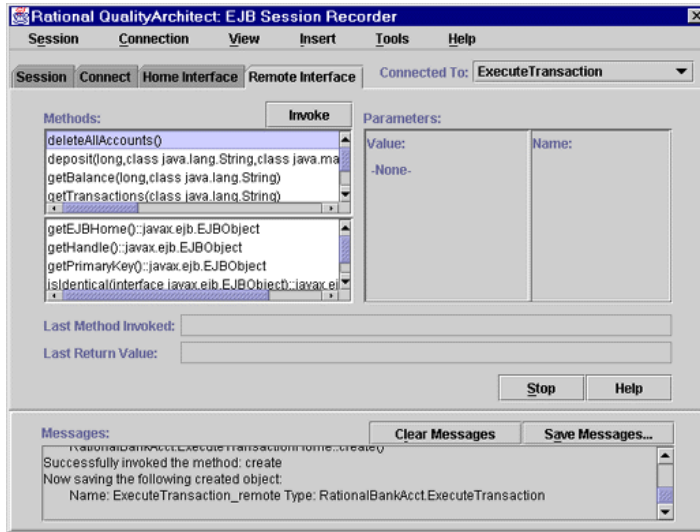 Rational QualityArchitect: EJB Session Recorder
Session Connection View Insert Tools Help
Session Connect Home Interface Remote Interface Connected To: ExecuteTransaction
Methods: Invoke Parameters:
deleteAllAccounts()
deposit(long,class java.lang.String,class java.ma
getBalance(long,class java.lang.String)
getTransactions(class java.lang.String)
getEJBHome()::javax.ejb.EJBObject
getHandle()::javax.ejb.EJBObject
getPrimaryKey()::javax.ejb.EJBObject
isIdentical(interface javax.ejb.EJBObject)::javax.ej
Value: Name:
-None-
Last Method Invoked:
Last Return Value:
Stop Help
Messages: Clear Messages Save Messages...
RationalBankAcct.ExecuteTransactionHome::create()
Successfully invoked the method: create
Now saving the following created object:
Name: ExecuteTransaction_remote Type: RationalBankAcct.ExecuteTransaction